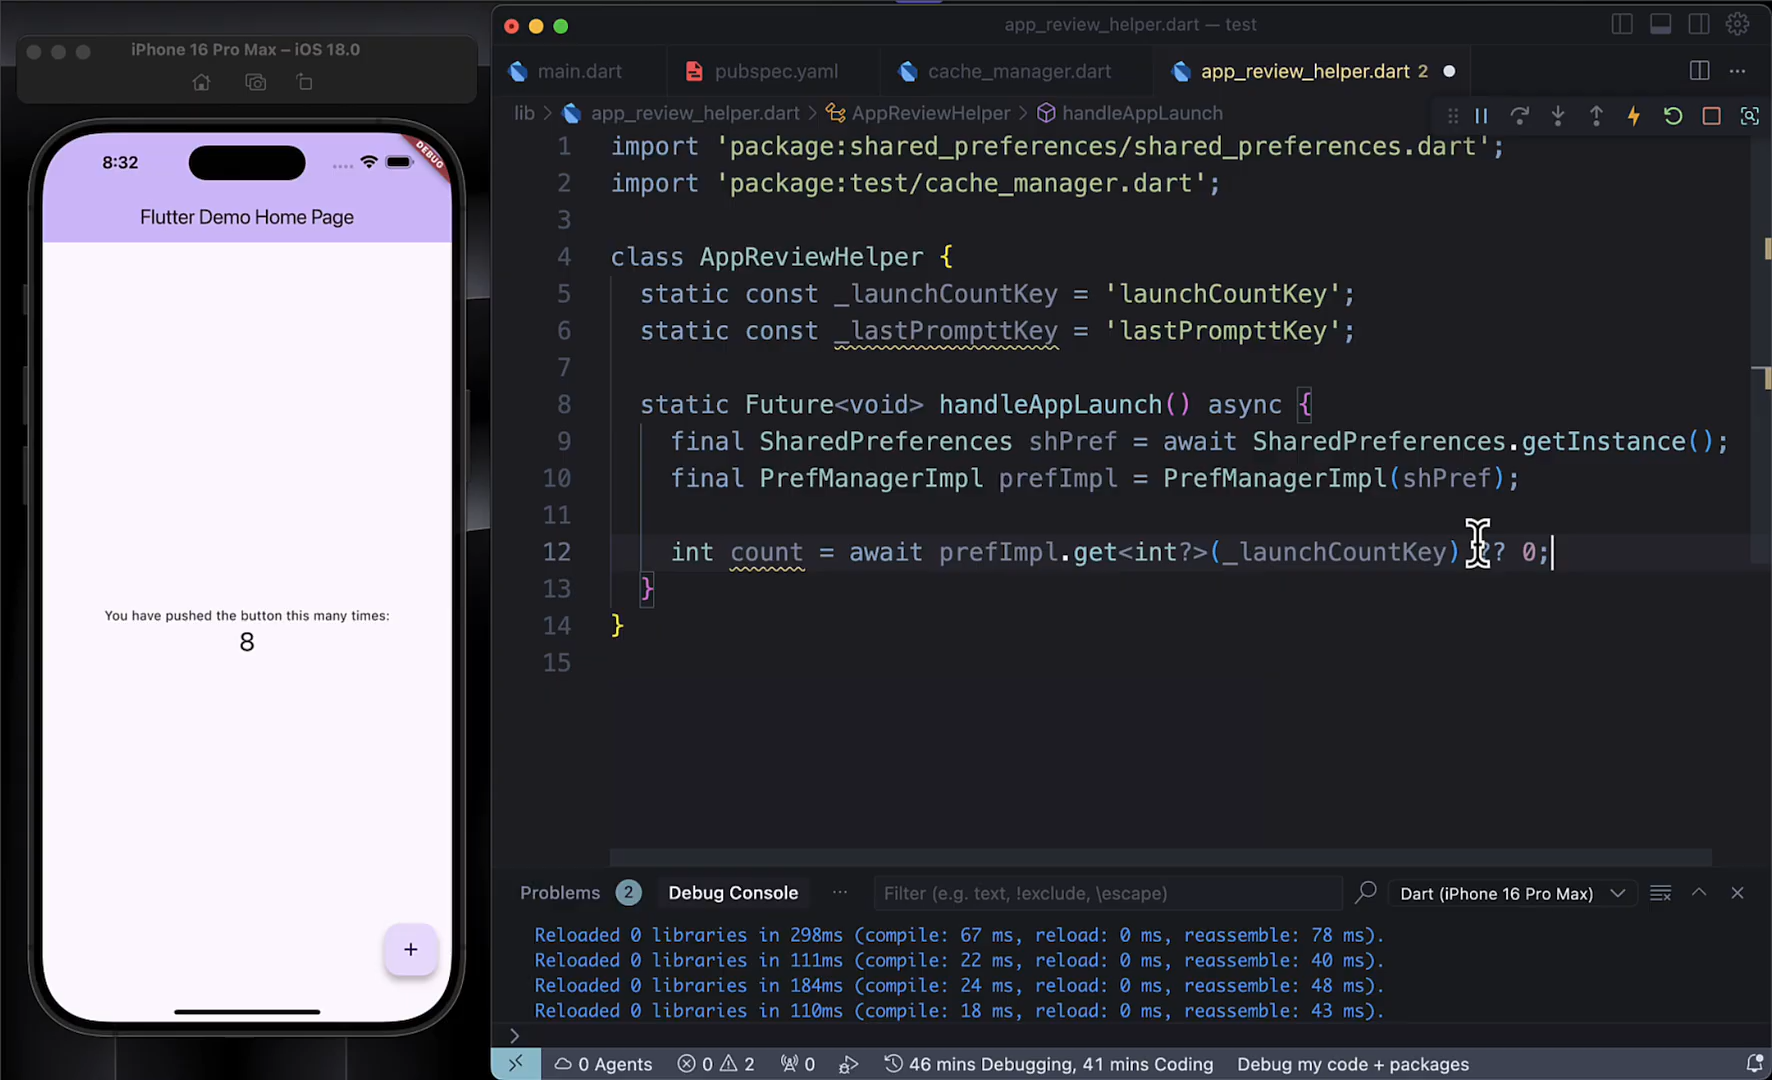 iPhone 16 Pro Max – iOS 18.0
8:32
DEBUG
Flutter Demo Home Page
You have pushed the button this many times:
8
+
app_review_helper.dart — test
main.dart
pubspec.yaml
cache_manager.dart
app_review_helper.dart 2
lib > app_review_helper.dart > AppReviewHelper > handleAppLaunch
1 import 'package:shared_preferences/shared_preferences.dart';
2 import 'package:test/cache_manager.dart';
3
4 class AppReviewHelper {
5 static const _launchCountKey = 'launchCountKey';
6 static const _lastPrompttKey = 'lastPrompttKey';
7
8 static Future<void> handleAppLaunch() async {
9 final SharedPreferences shPref = await SharedPreferences.getInstance();
10 final PrefManagerImpl prefImpl = PrefManagerImpl(shPref);
11
12 int count = await prefImpl.get<int?>(_launchCountKey) ?? 0;
13 }
14 }
15
Problems 2 Debug Console ··· Filter (e.g. text, !exclude, \escape) Dart (iPhone 16 Pro Max)
Reloaded 0 libraries in 298ms (compile: 67 ms, reload: 0 ms, reassemble: 78 ms).
Reloaded 0 libraries in 111ms (compile: 22 ms, reload: 0 ms, reassemble: 40 ms).
Reloaded 0 libraries in 184ms (compile: 24 ms, reload: 0 ms, reassemble: 48 ms).
Reloaded 0 libraries in 110ms (compile: 18 ms, reload: 0 ms, reassemble: 43 ms).
>
0 Agents 0 2 0 46 mins Debugging, 41 mins Coding Debug my code + packages